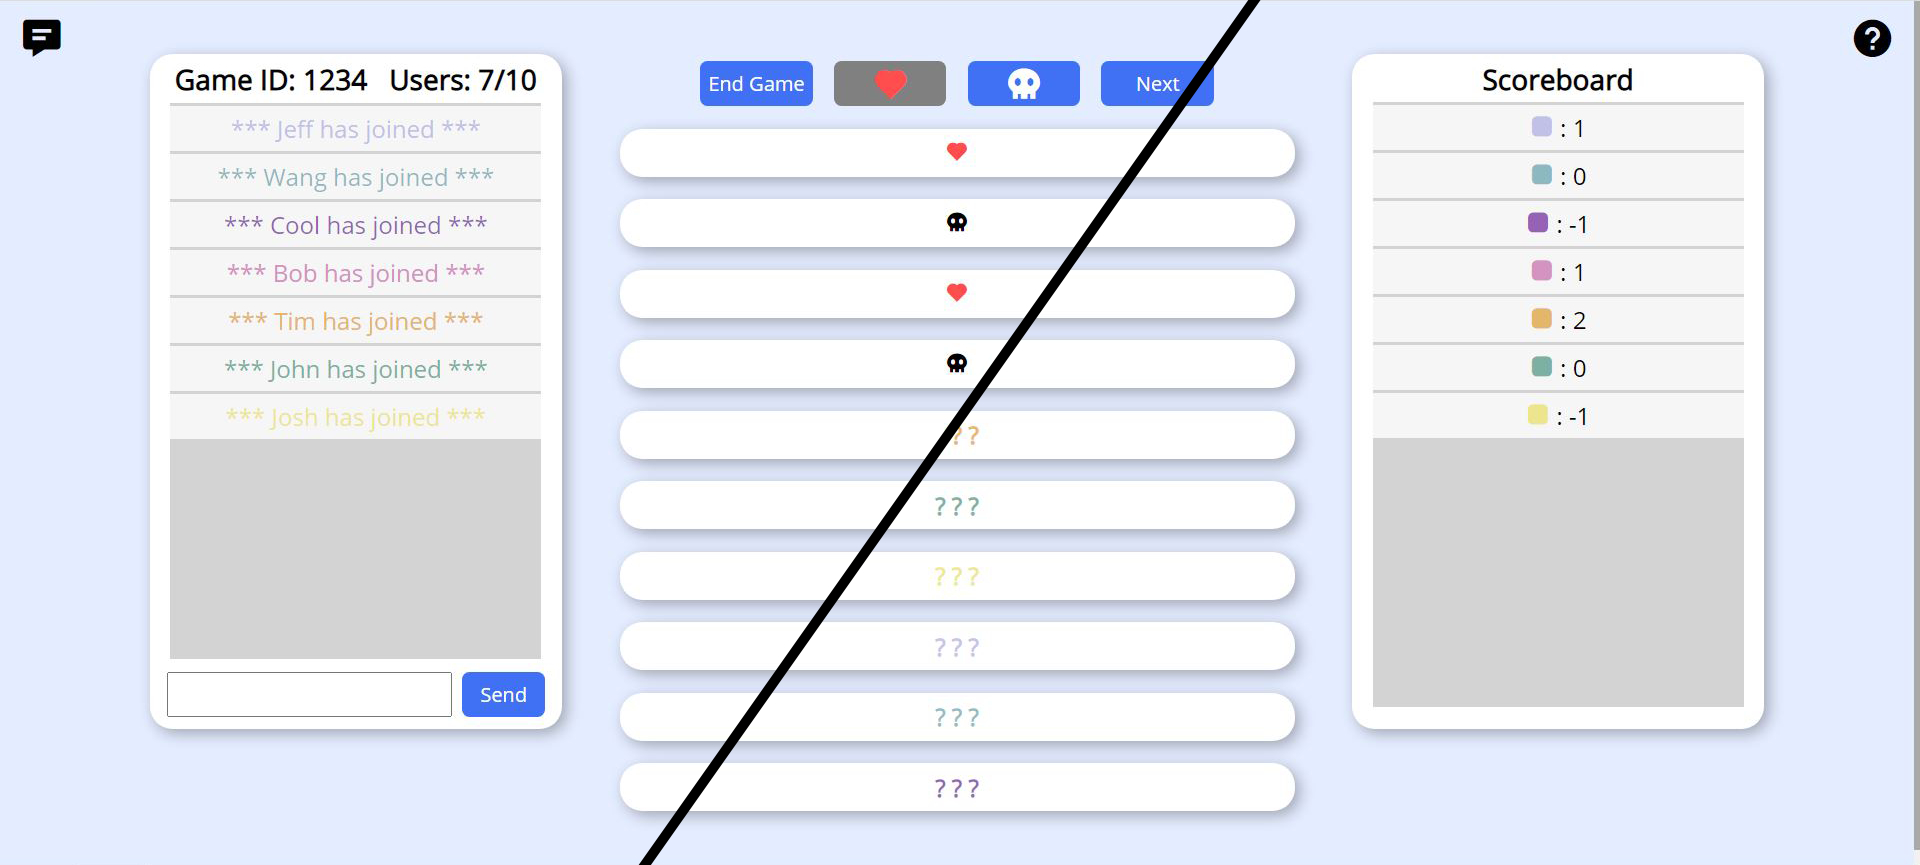 Game ID: 1234 Users: 7/10
*** Jeff has joined ***
*** Wang has joined ***
*** Cool has joined ***
*** Bob has joined ***
*** Tim has joined ***
*** John has joined ***
*** Josh has joined ***
Send
End Game Next
? ?
? ? ?
? ? ?
? ? ?
? ? ?
? ? ?
?
Scoreboard
: 1
: 0
: -1
: 1
: 2
: 0
: -1